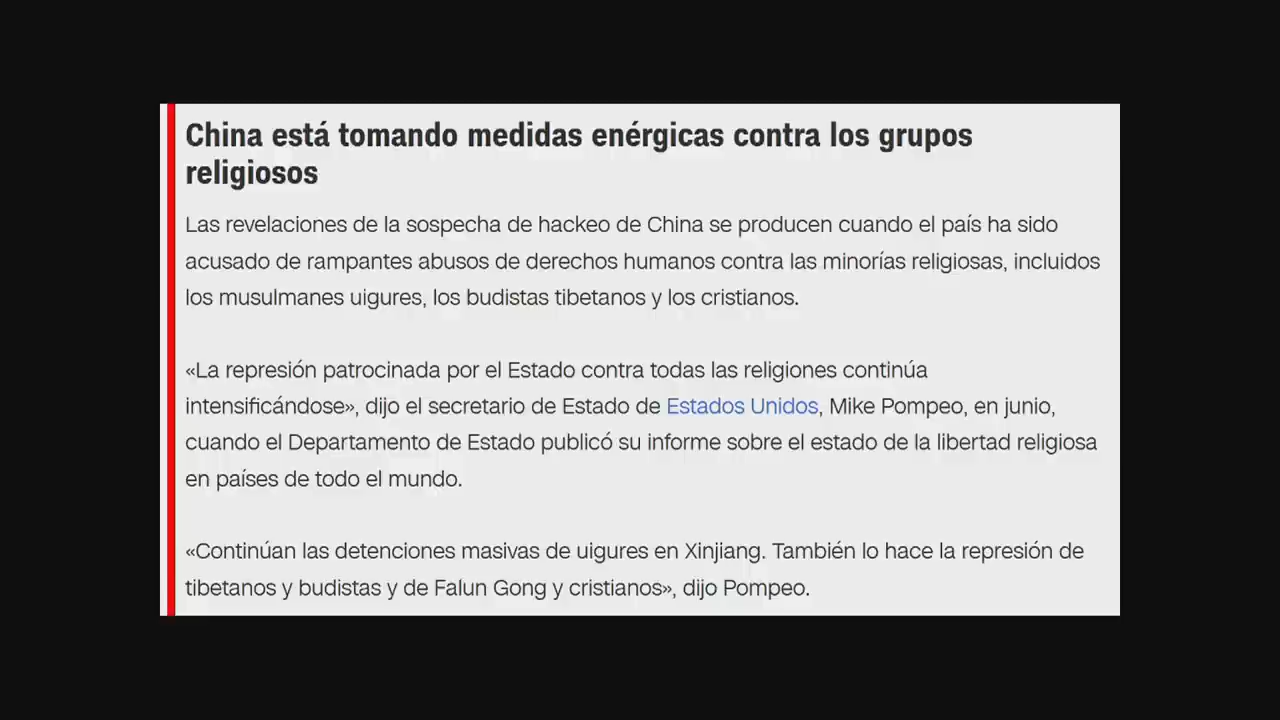 China está tomando medidas enérgicas contra los grupos
religiosos
Las revelaciones de la sospecha de hackeo de China se producen cuando el país ha sido
acusado de rampantes abusos de derechos humanos contra las minorías religiosas, incluidos
los musulmanes uigures, los budistas tibetanos y los cristianos.
«La represión patrocinada por el Estado contra todas las religiones continúa
intensificándose», dijo el secretario de Estado de Estados Unidos, Mike Pompeo, en junio,
cuando el Departamento de Estado publicó su informe sobre el estado de la libertad religiosa
en países de todo el mundo.
«Continúan las detenciones masivas de uigures en Xinjiang. También lo hace la represión de
tibetanos y budistas y de Falun Gong y cristianos», dijo Pompeo.